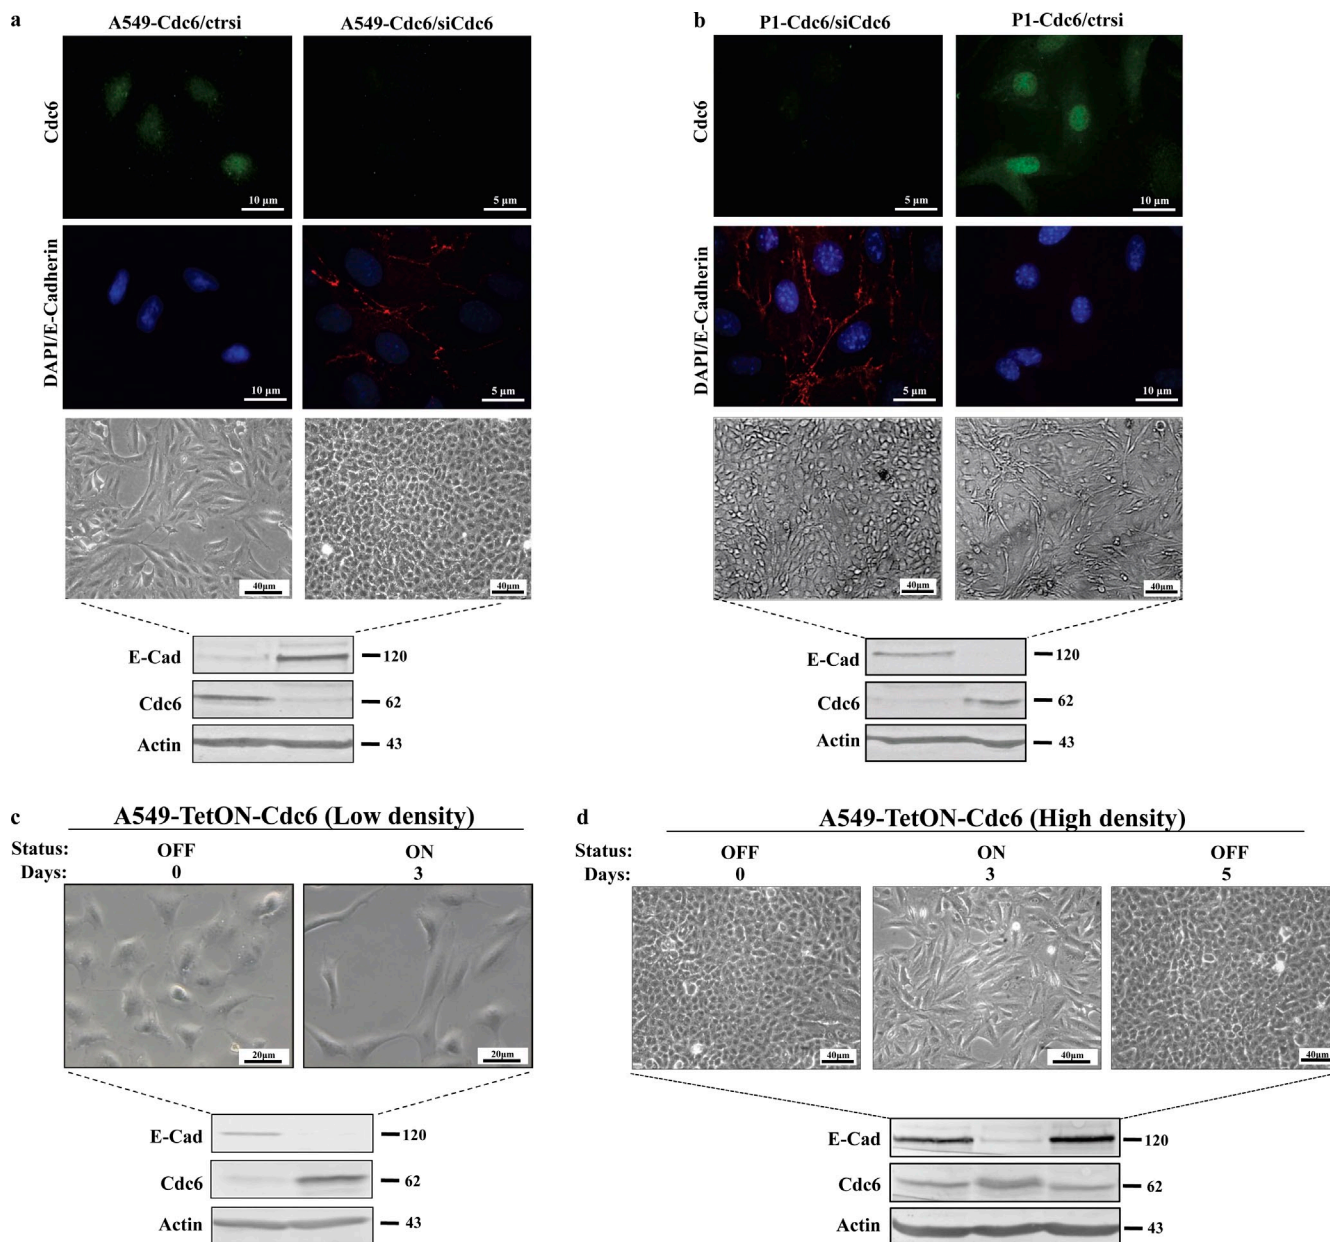 a
A549-Cdc6/ctrsi
A549-Cdc6/siCdc6
Cdc6
10 µm
5 µm
DAPI/E-Cadherin
10 µm
5 µm
40µm
40µm
E-Cad
120
Cdc6
62
Actin
43
b
P1-Cdc6/siCdc6
P1-Cdc6/ctrsi
Cdc6
5 µm
10 µm
DAPI/E-Cadherin
5 µm
10 µm
40µm
40µm
E-Cad
120
Cdc6
62
Actin
43
c
A549-TetON-Cdc6 (Low density)
Status: OFF ON
Days: 0 3
20µm
20µm
E-Cad
120
Cdc6
62
Actin
43
d
A549-TetON-Cdc6 (High density)
Status: OFF ON OFF
Days: 0 3 5
40µm
40µm
40µm
E-Cad
120
Cdc6
62
Actin
43